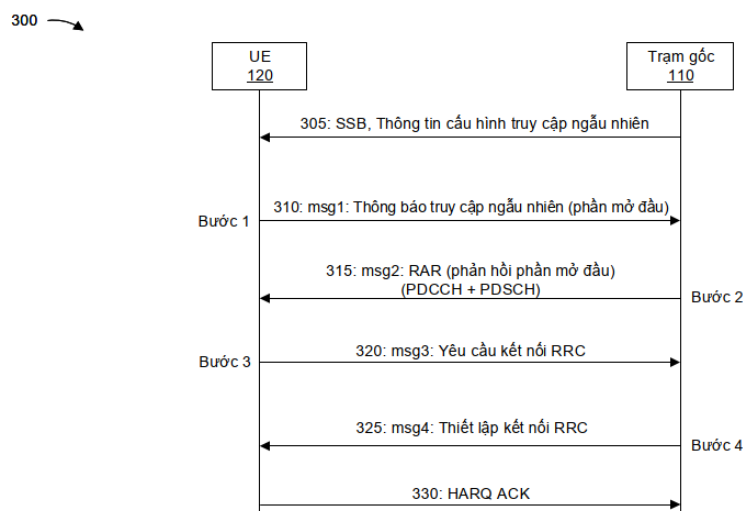 300
UE
120
Trạm gốc
110
305: SSB, Thông tin cấu hình truy cập ngẫu nhiên
310: msg1: Thông báo truy cập ngẫu nhiên (phần mở đầu)
Bước 1
315: msg2: RAR (phản hồi phần mở đầu)
(PDCCH + PDSCH)
Bước 2
320: msg3: Yêu cầu kết nối RRC
Bước 3
325: msg4: Thiết lập kết nối RRC
Bước 4
330: HARQ ACK